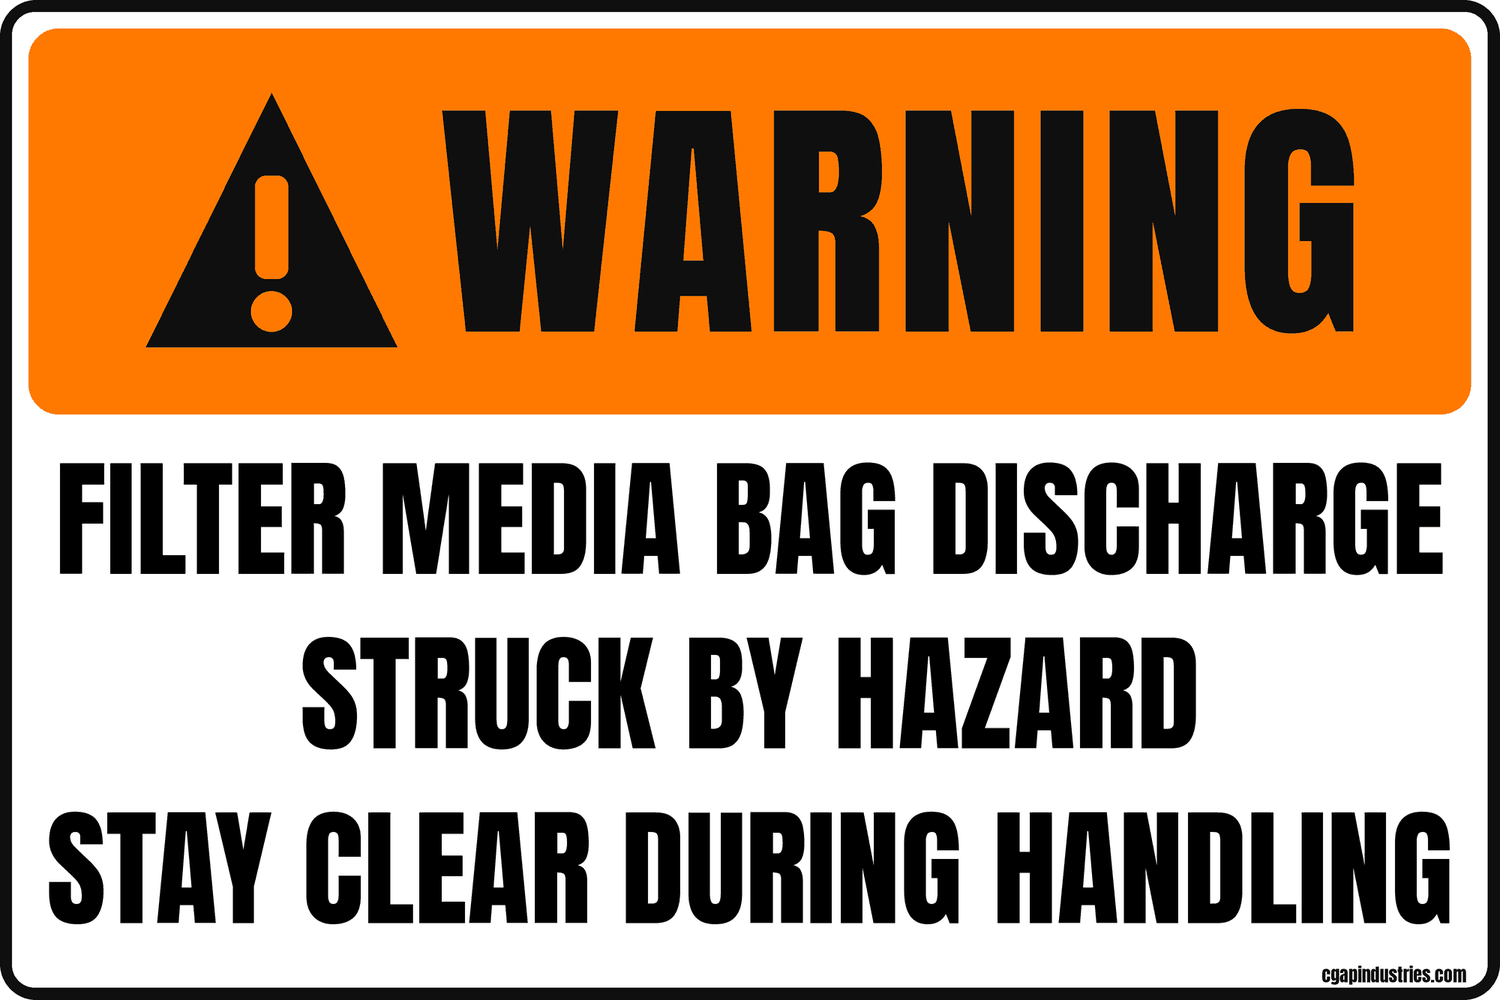 WARNING
FILTER MEDIA BAG DISCHARGE
STRUCK BY HAZARD
STAY CLEAR DURING HANDLING
cgapindustries.com